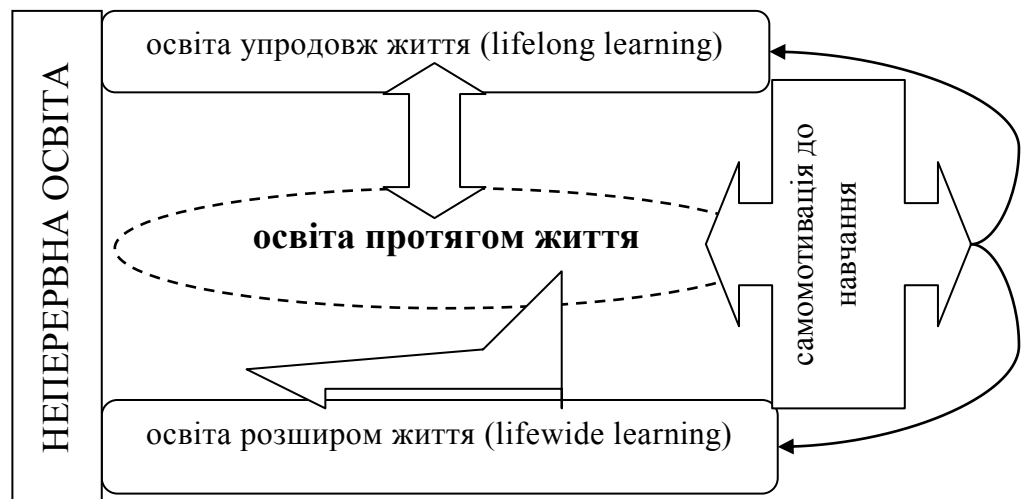 НЕПЕРЕРВНА ОСВІТА
освіта упродовж життя (lifelong learning)
освіта протягом життя
самомотивація до
навчання
освіта розширом життя (lifewide learning)